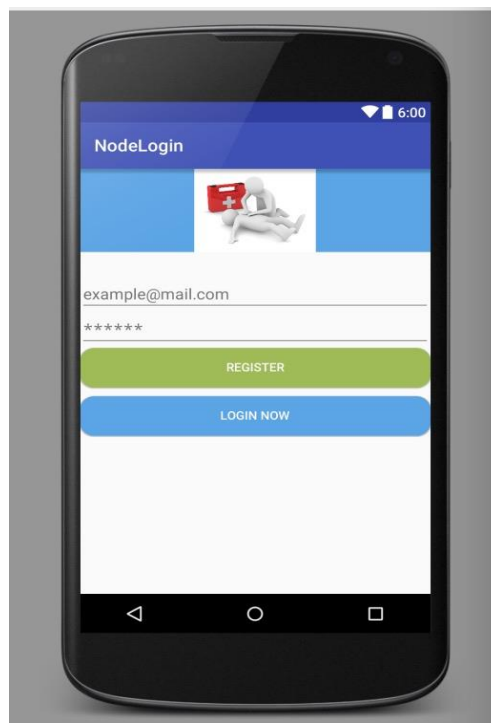 6:00
NodeLogin
example@mail.com
******
REGISTER
LOGIN NOW